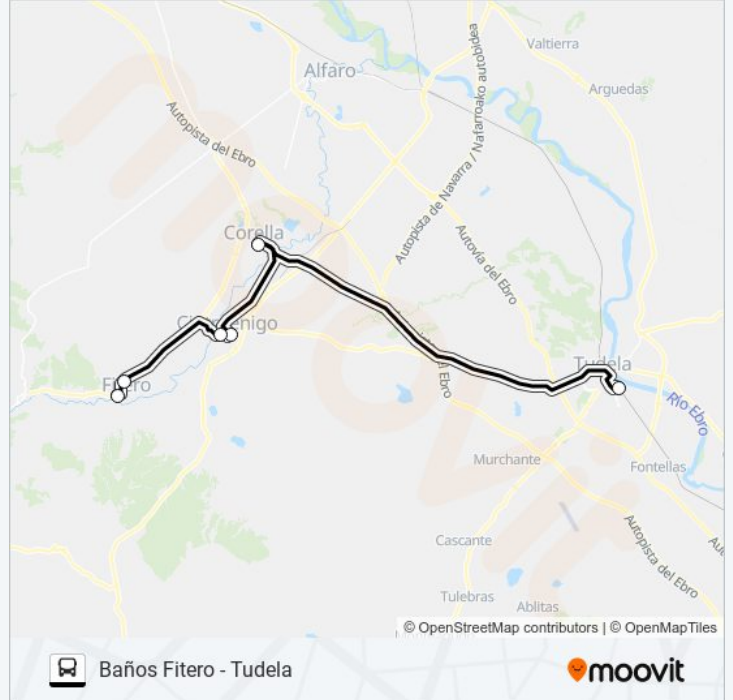 Valtierra
Alfaro
Arguedas
Autopista del Ebro
Autopista de Navarra / Nafarroako autobidea
Corella
Autovía del Ebro
Tudela
Río Ebro
Murchante
Fontellas
Cascante
Autopista del Ebro
Tulebras
Ablitas
© OpenStreetMap contributors | © OpenMapTiles
Baños Fitero - Tudela
moovit